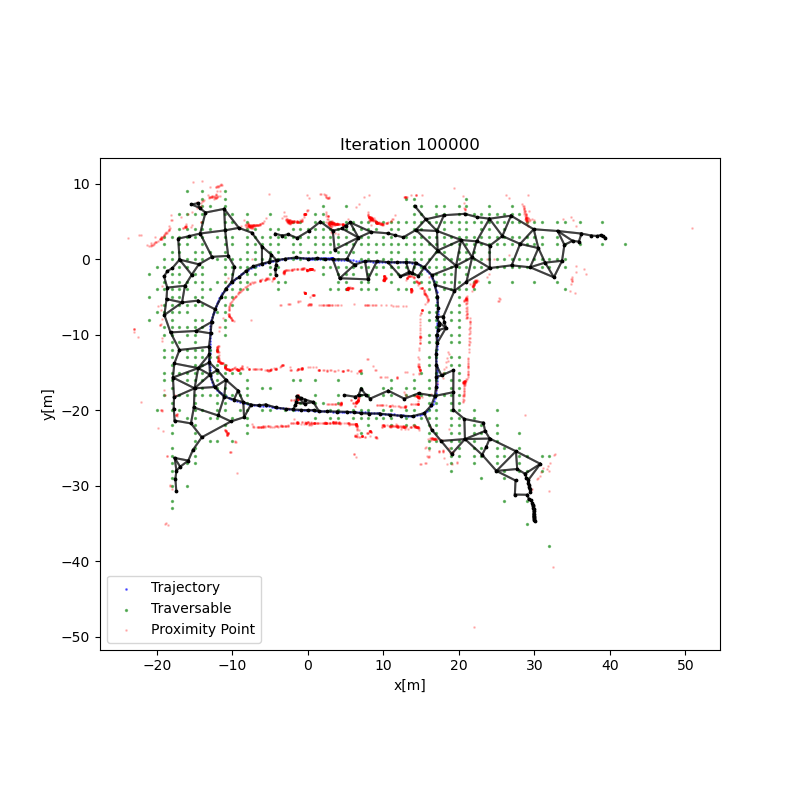 Iteration 100000
10
0
−10
−20
−30
−40
−50
y[m]
−20 −10 0 10 20 30 40 50
x[m]
Trajectory
Traversable
Proximity Point